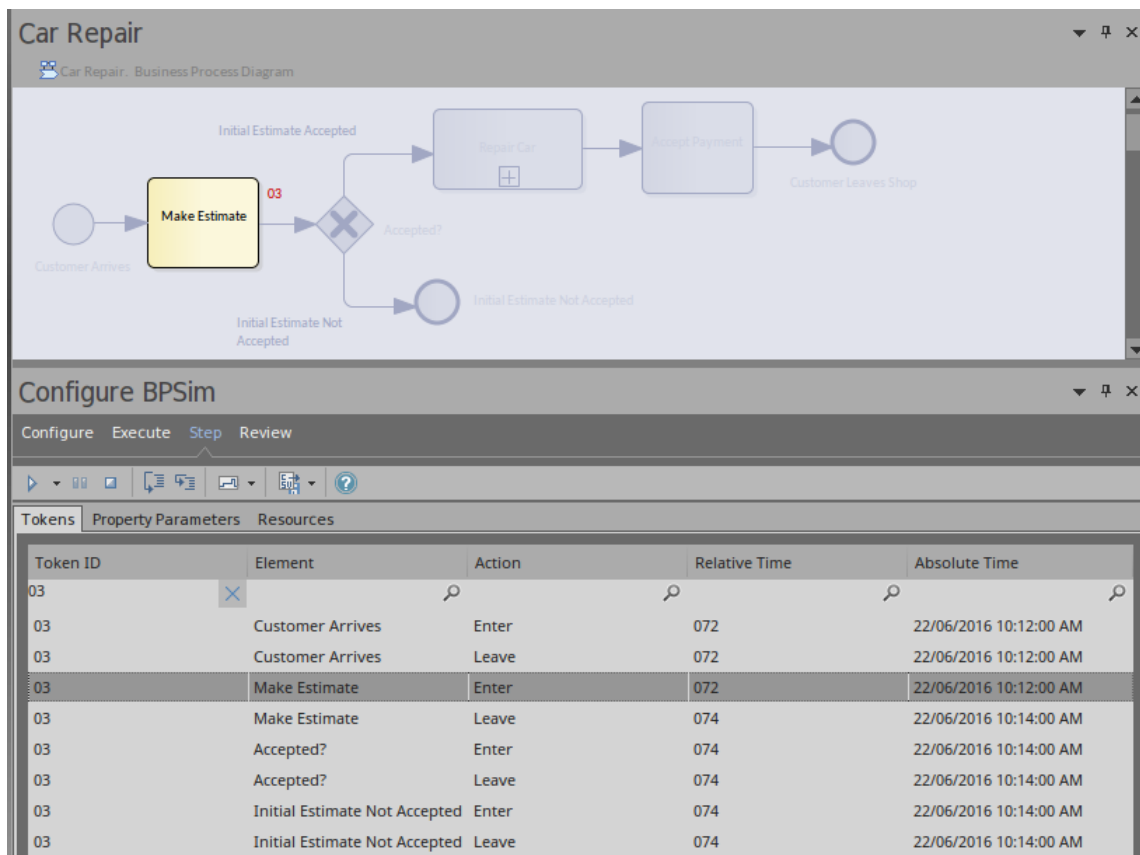 Car Repair
Car Repair. Business Process Diagram
Initial Estimate Accepted
Repair Car
Accept Payment
Customer Leaves Shop
03
Make Estimate
Accepted?
Customer Arrives
Initial Estimate Not Accepted
Initial Estimate Not
Accepted
Configure BPSim
Configure Execute Step Review
Tokens Property Parameters Resources
Token ID Element Action Relative Time Absolute Time
03
03 Customer Arrives Enter 072 22/06/2016 10:12:00 AM
03 Customer Arrives Leave 072 22/06/2016 10:12:00 AM
03 Make Estimate Enter 072 22/06/2016 10:12:00 AM
03 Make Estimate Leave 074 22/06/2016 10:14:00 AM
03 Accepted? Enter 074 22/06/2016 10:14:00 AM
03 Accepted? Leave 074 22/06/2016 10:14:00 AM
03 Initial Estimate Not Accepted Enter 074 22/06/2016 10:14:00 AM
03 Initial Estimate Not Accepted Leave 074 22/06/2016 10:14:00 AM